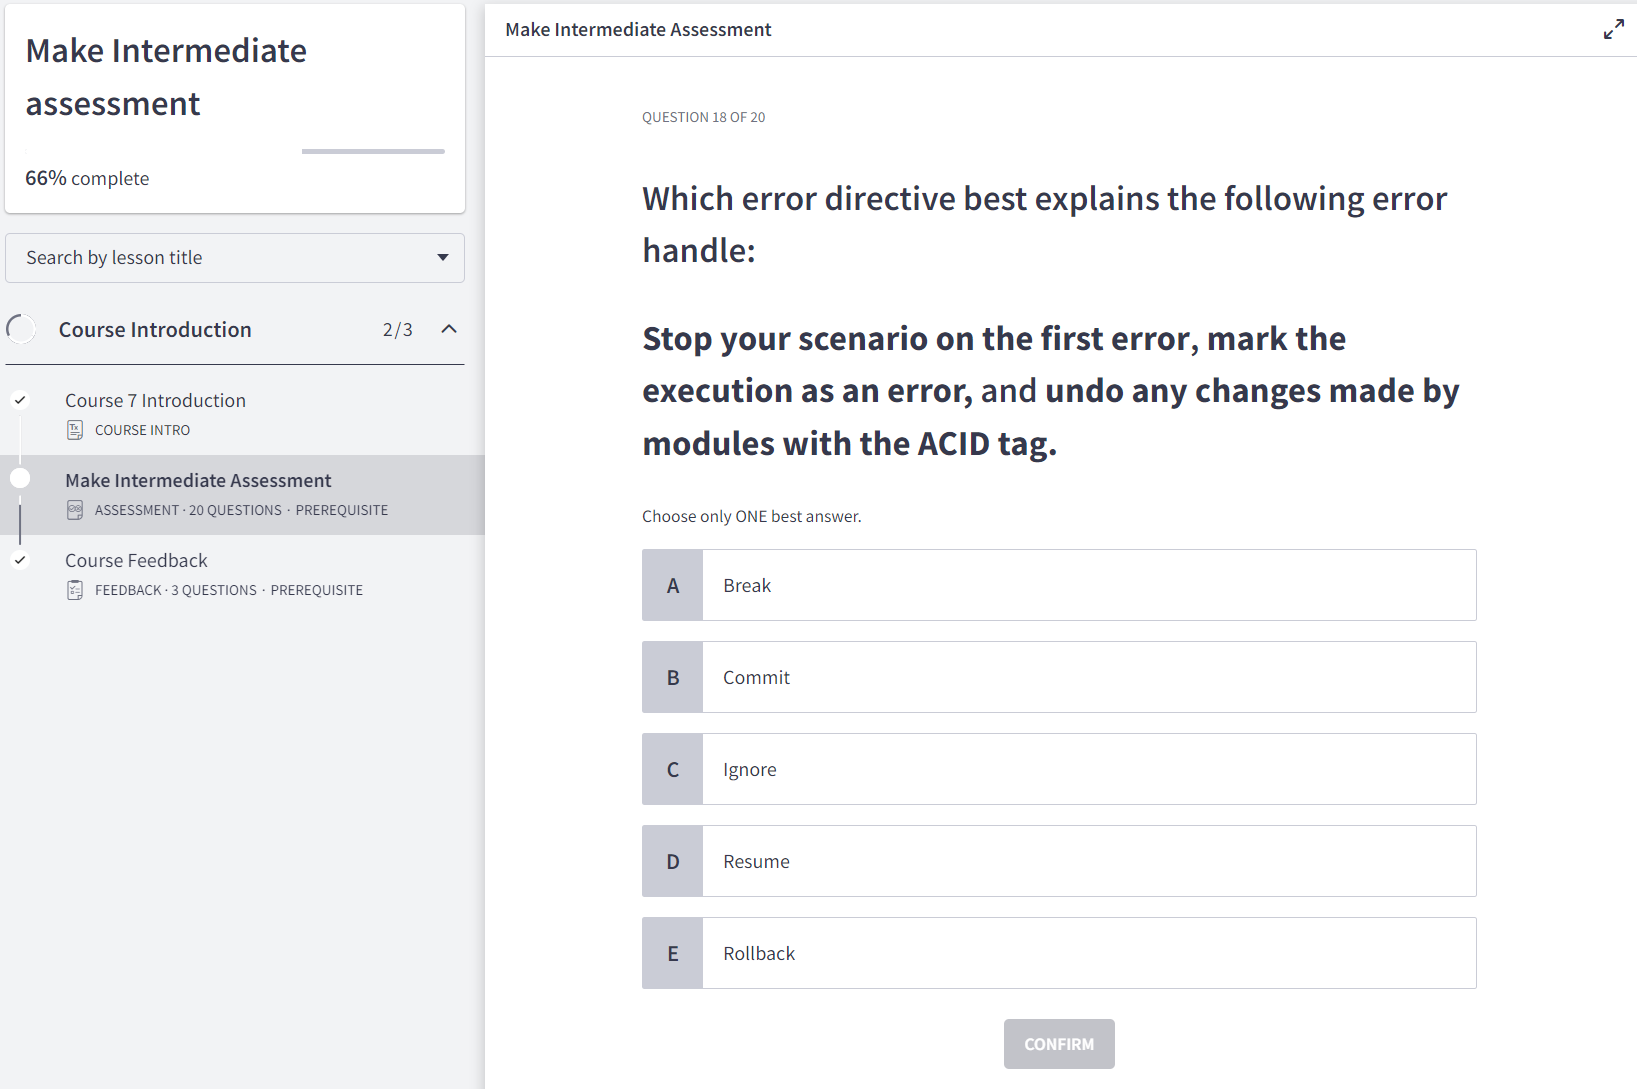 Make Intermediate
assessment
66% complete
Search by lesson title
Course Introduction 2/3
Course 7 Introduction
Tx COURSE INTRO
Make Intermediate Assessment
ASSESSMENT · 20 QUESTIONS · PREREQUISITE
Course Feedback
FEEDBACK · 3 QUESTIONS · PREREQUISITE
Make Intermediate Assessment
QUESTION 18 OF 20
Which error directive best explains the following error
handle:
Stop your scenario on the first error, mark the
execution as an error, and undo any changes made by
modules with the ACID tag.
Choose only ONE best answer.
A Break
B Commit
C Ignore
D Resume
E Rollback
CONFIRM